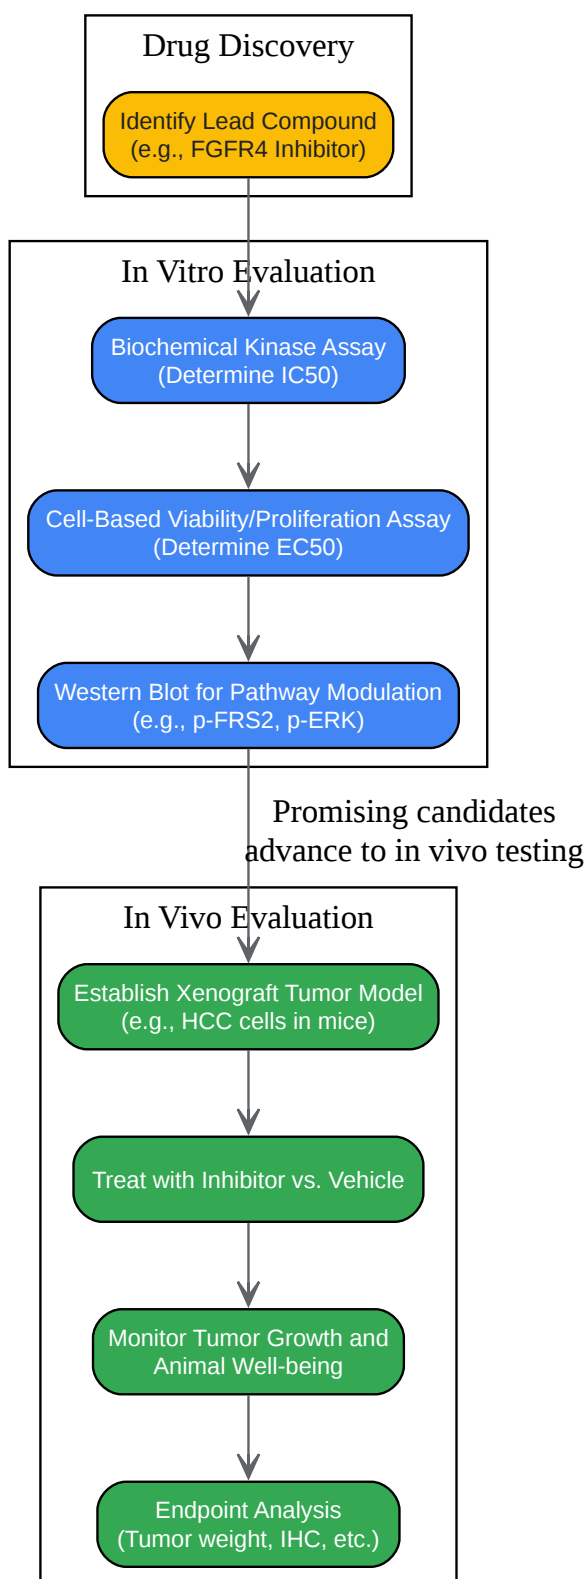 Drug Discovery
Identify Lead Compound
(e.g., FGFR4 Inhibitor)
In Vitro Evaluation
Biochemical Kinase Assay
(Determine IC50)
Cell-Based Viability/Proliferation Assay
(Determine EC50)
Western Blot for Pathway Modulation
(e.g., p-FRS2, p-ERK)
Promising candidates
advance to in vivo testing
In Vivo Evaluation
Establish Xenograft Tumor Model
(e.g., HCC cells in mice)
Treat with Inhibitor vs. Vehicle
Monitor Tumor Growth and
Animal Well-being
Endpoint Analysis
(Tumor weight, IHC, etc.)